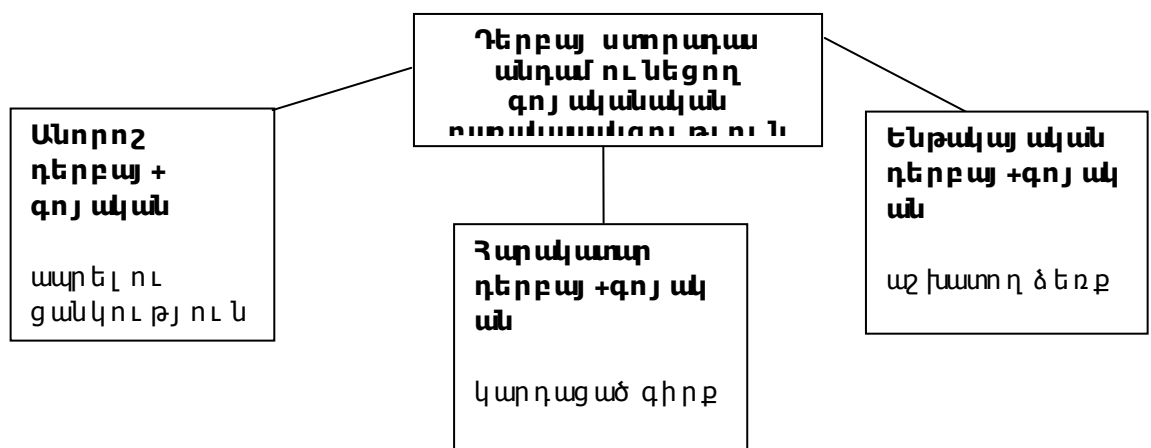 Դերբայ ստորադաս
անդամ ունեցող
գոյականական
Անորոշ
դերբայ +
գոյական
ապրելու
ցանկություն
Հարակատար
դերբայ +գոյակ
ան
կարդացած գիրք
Ենթակայական
դերբայ +գոյակ
ան
աշխատող ձեռք